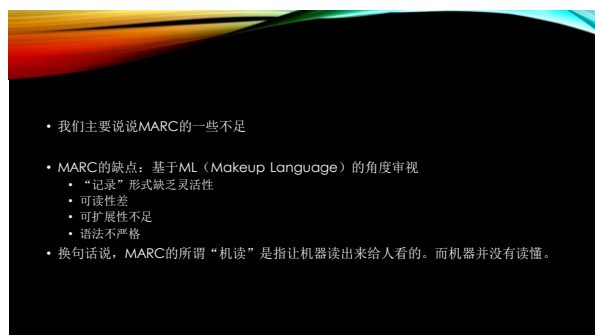 • 我们主要说说MARC的一些不足
• MARC的缺点：基于ML（Makeup Language）的角度审视
• “记录”形式缺乏灵活性
• 可读性差
• 可扩展性不足
• 语法不严格
• 换句话说，MARC的所谓“机读”是指让机器读出来给人看的。而机器并没有读懂。